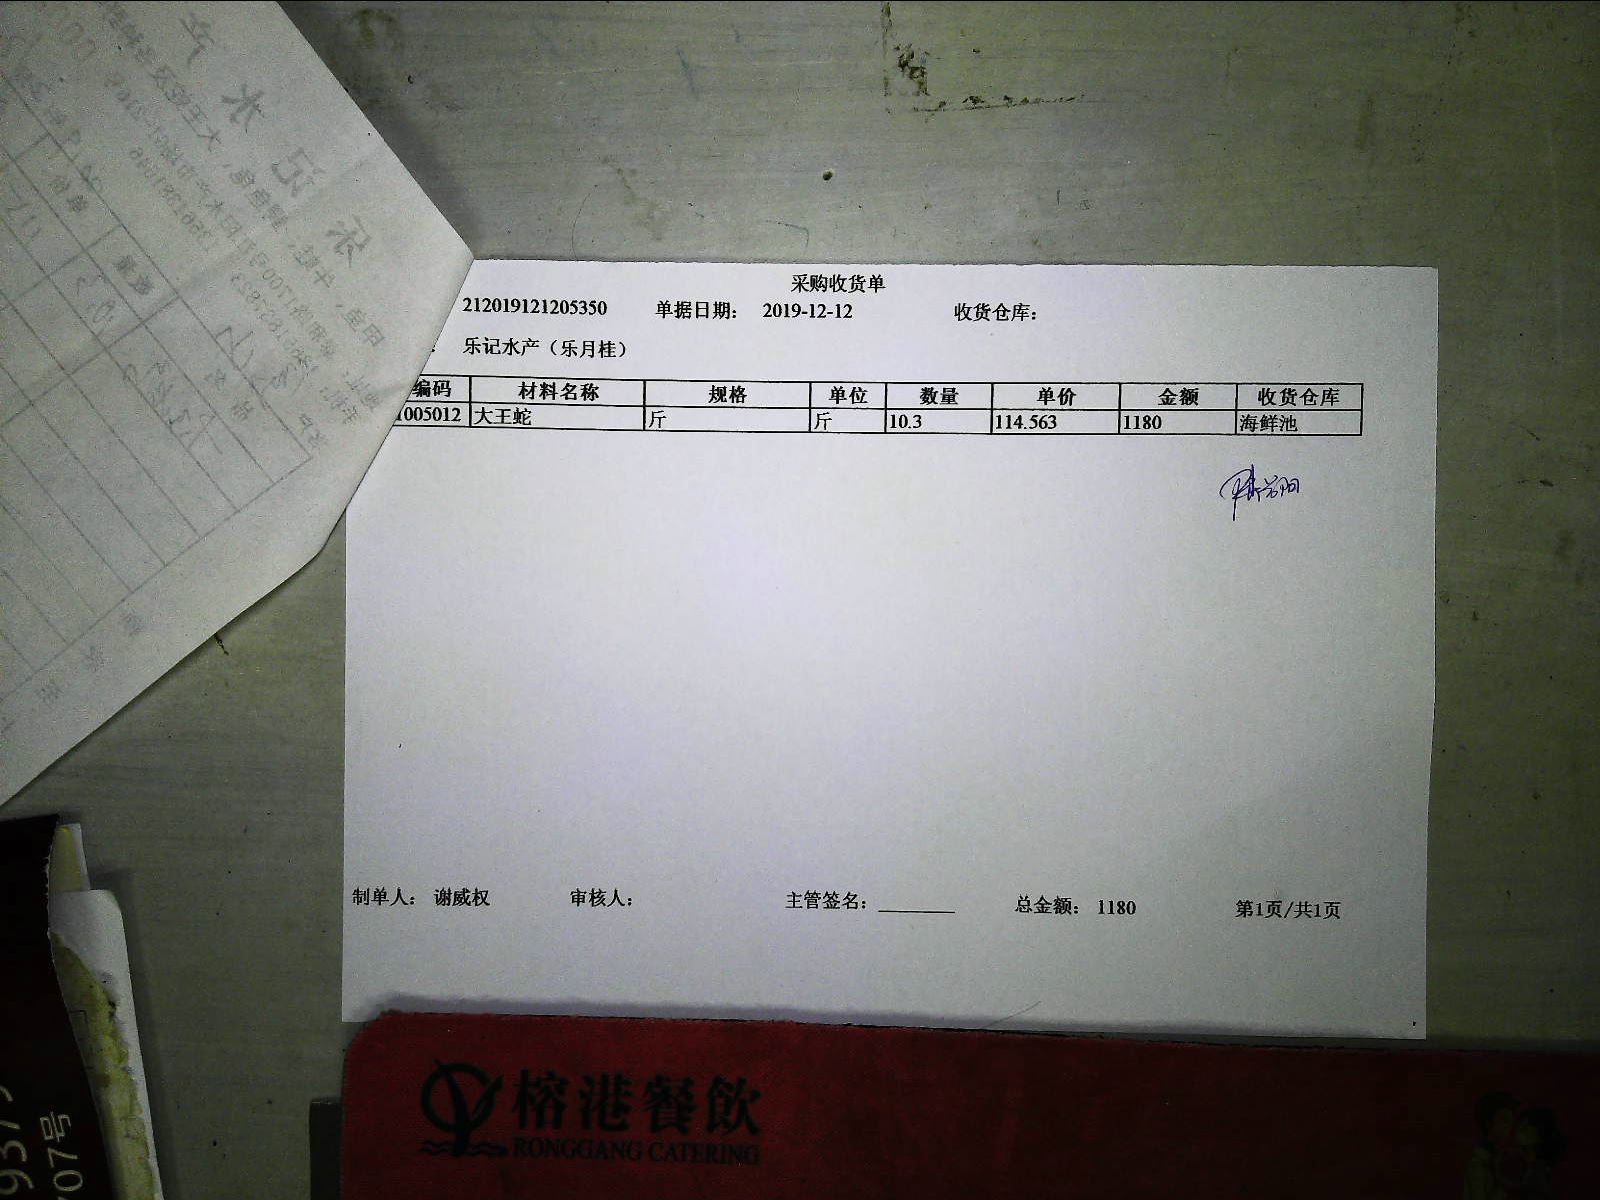 采购收货单
212019121205350 单据日期： 2019-12-12 收货仓库：
乐记水产（乐月桂）
编码 材料名称 规格 单位 数量 单价 金额 收货仓库
1005012 大王蛇 斤 斤 10.3 114.563 1180 海鲜池
制单人： 谢威权 审核人： 主管签名：________ 总金额： 1180 第1页/共1页
榕港餐飲
RONGGANG CATERING
07号